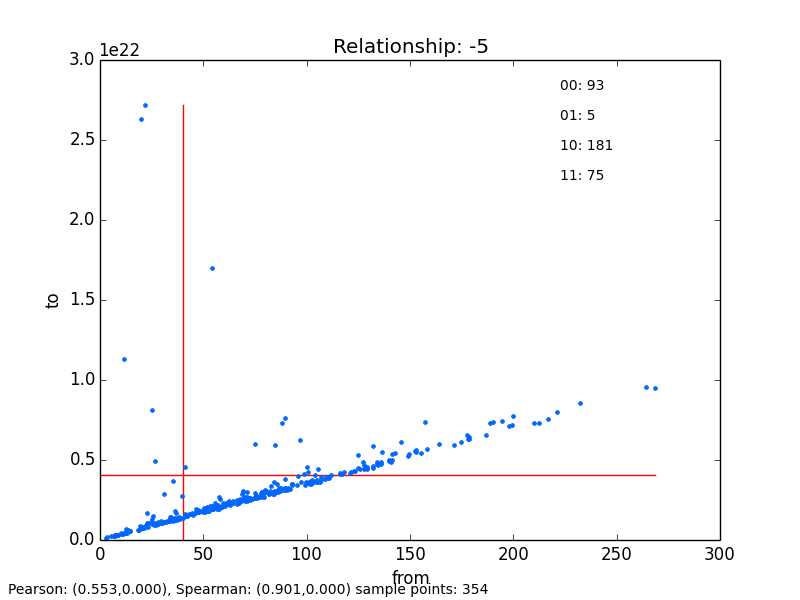 Relationship: -5
1e22
3.0
2.5
2.0
1.5
1.0
0.5
0.0
to
00: 93
01: 5
10: 181
11: 75
0 50 100 150 200 250 300
from
Pearson: (0.553,0.000), Spearman: (0.901,0.000) sample points: 354